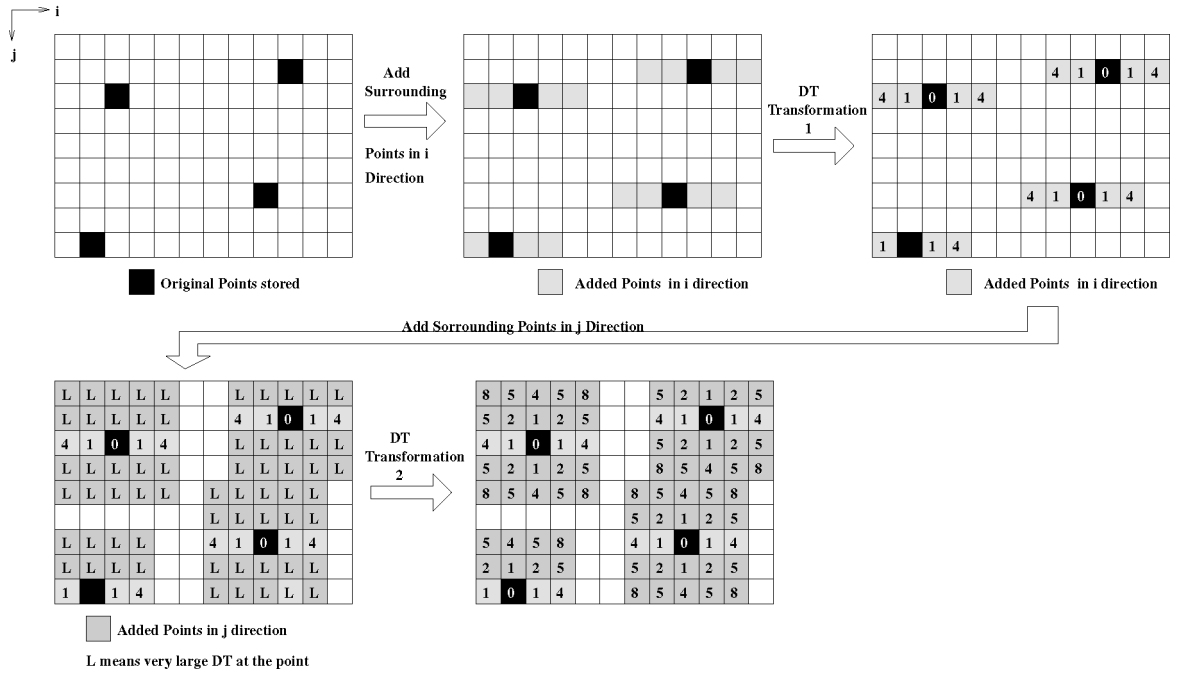 i
j
Add
Surrounding
Points in i
Direction
DT
Transformation
1
4 1 0 1 4
4 1 0 1 4
4 1 0 1 4
1 1 4
Original Points stored
Added Points in i direction
Added Points in i direction
Add Sorrounding Points in j Direction
L L L L L L L L L L
L L L L L 4 1 0 1 4
4 1 0 1 4 L L L L L
L L L L L L L L L L
L L L L L L L L L L
L L L L L
L L L L 4 1 0 1 4
L L L L L L L L L
1 1 4 L L L L L
DT
Transformation
2
8 5 4 5 8 5 2 1 2 5
5 2 1 2 5 4 1 0 1 4
4 1 0 1 4 5 2 1 2 5
5 2 1 2 5 8 5 4 5 8
8 5 4 5 8 8 5 4 5 8
5 2 1 2 5
5 4 5 8 4 1 0 1 4
2 1 2 5 5 2 1 2 5
1 0 1 4 8 5 4 5 8
Added Points in j direction
L means very large DT at the point